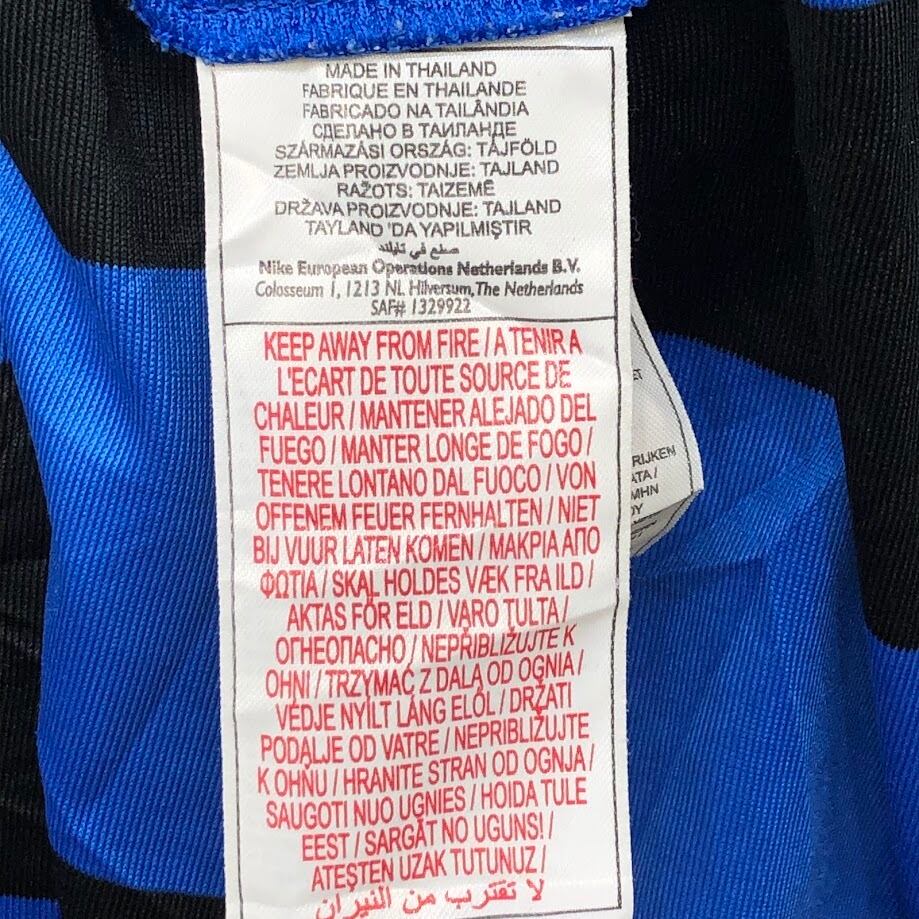 MADE IN THAILAND
FABRIQUE EN THAILANDE
FABRICADO NA TAILÂNDIA
СДЕЛАНО В ТАИЛАНДЕ
SZÁRMAZÁSI ORSZÁG: TÁJFÖLD
ZEMLJA PROIZVODNJE: TAJLAND
RAŽOTS: TAIZEMĒ
DRŽAVA PROIZVODNJE: TAJLAND
TAYLAND 'DA YAPILMIŞTIR
صنع في تايلند
Nike European Operations Netherlands B.V.
Colosseum 1, 1213 NL Hilversum, The Netherlands
SAF# 1329922
KEEP AWAY FROM FIRE / A TENIR A
L'ECART DE TOUTE SOURCE DE
CHALEUR / MANTENER ALEJADO DEL
FUEGO / MANTER LONGE DE FOGO /
TENERE LONTANO DAL FUOCO / VON
OFFENEM FEUER FERNHALTEN / NIET
BIJ VUUR LATEN KOMEN / ΜΑΚΡΙΑ ΑΠΟ
ΦΩΤΙΑ / SKAL HOLDES VÆK FRA ILD /
AKTAS FÖR ELD / VARO TULTA /
ОГНЕОПАСНО / NEPŘIBLIŽUJTE K
OHNI / TRZYMAĆ Z DALA OD OGNIA /
VÉDJE NYÍLT LÁNG ELÖL / DRŽATI
PODALJE OD VATRE / NEPRIBLIŽUJTE
K OHŇU / HRANITE STRAN OD OGNJA /
SAUGOTI NUO UGNIES / HOIDA TULE
EEST / SARGĀT NO UGUNS! /
ATEŞTEN UZAK TUTUNUZ /
لا تقترب من النيران
ET
RIJKEN
ATA /
MHN